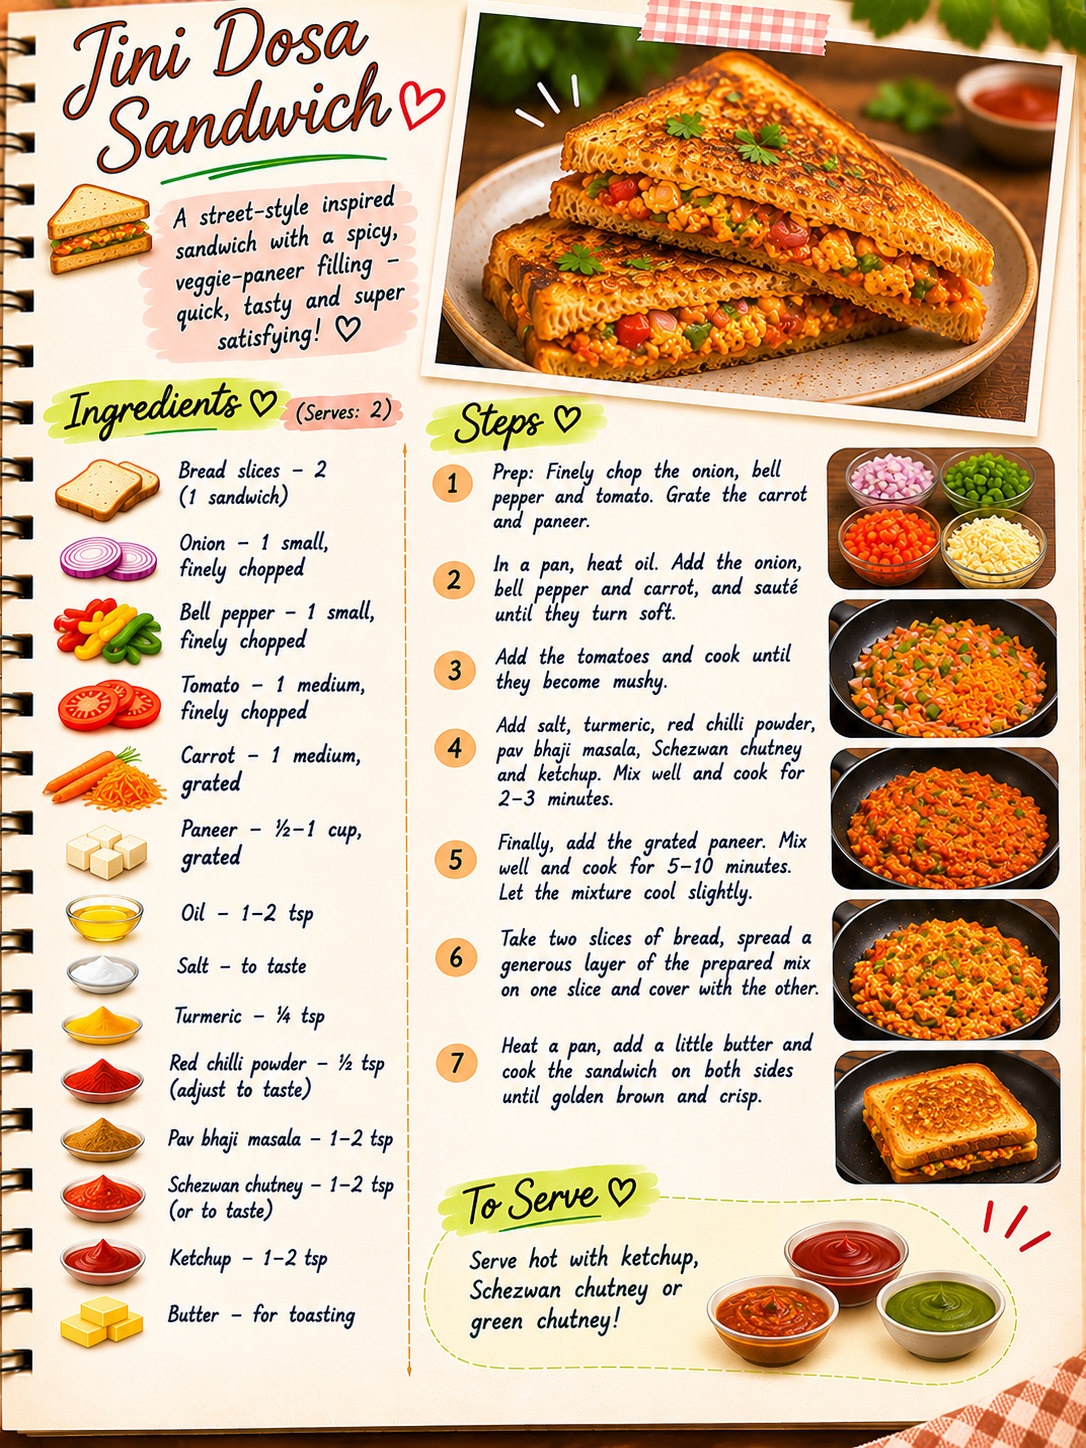 Jini Dosa
Sandwich
A street-style inspired
sandwich with a spicy,
veggie-paneer filling –
quick, tasty and super
satisfying!
Ingredients
(Serves: 2)
Bread slices – 2
(1 sandwich)
Onion – 1 small,
finely chopped
Bell pepper – 1 small,
finely chopped
Tomato – 1 medium,
finely chopped
Carrot – 1 medium,
grated
Paneer – ½–1 cup,
grated
Oil – 1–2 tsp
Salt – to taste
Turmeric – ¼ tsp
Red chilli powder – ½ tsp
(adjust to taste)
Pav bhaji masala – 1–2 tsp
Schezwan chutney – 1–2 tsp
(or to taste)
Ketchup – 1–2 tsp
Butter – for toasting
Steps
1
Prep: Finely chop the onion, bell
pepper and tomato. Grate the carrot
and paneer.
2
In a pan, heat oil. Add the onion,
bell pepper and carrot, and sauté
until they turn soft.
3
Add the tomatoes and cook until
they become mushy.
4
Add salt, turmeric, red chilli powder,
pav bhaji masala, Schezwan chutney
and ketchup. Mix well and cook for
2–3 minutes.
5
Finally, add the grated paneer. Mix
well and cook for 5–10 minutes.
Let the mixture cool slightly.
6
Take two slices of bread, spread a
generous layer of the prepared mix
on one slice and cover with the other.
7
Heat a pan, add a little butter and
cook the sandwich on both sides
until golden brown and crisp.
To Serve
Serve hot with ketchup,
Schezwan chutney or
green chutney!